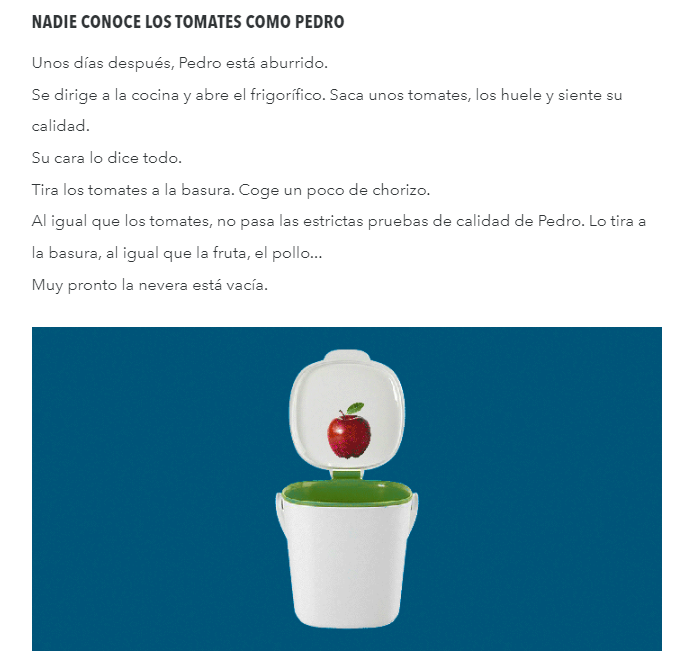 NADIE CONOCE LOS TOMATES COMO PEDRO
Unos días después, Pedro está aburrido.
Se dirige a la cocina y abre el frigorífico. Saca unos tomates, los huele y siente su
calidad.
Su cara lo dice todo.
Tira los tomates a la basura. Coge un poco de chorizo.
Al igual que los tomates, no pasa las estrictas pruebas de calidad de Pedro. Lo tira a
la basura, al igual que la fruta, el pollo...
Muy pronto la nevera está vacía.